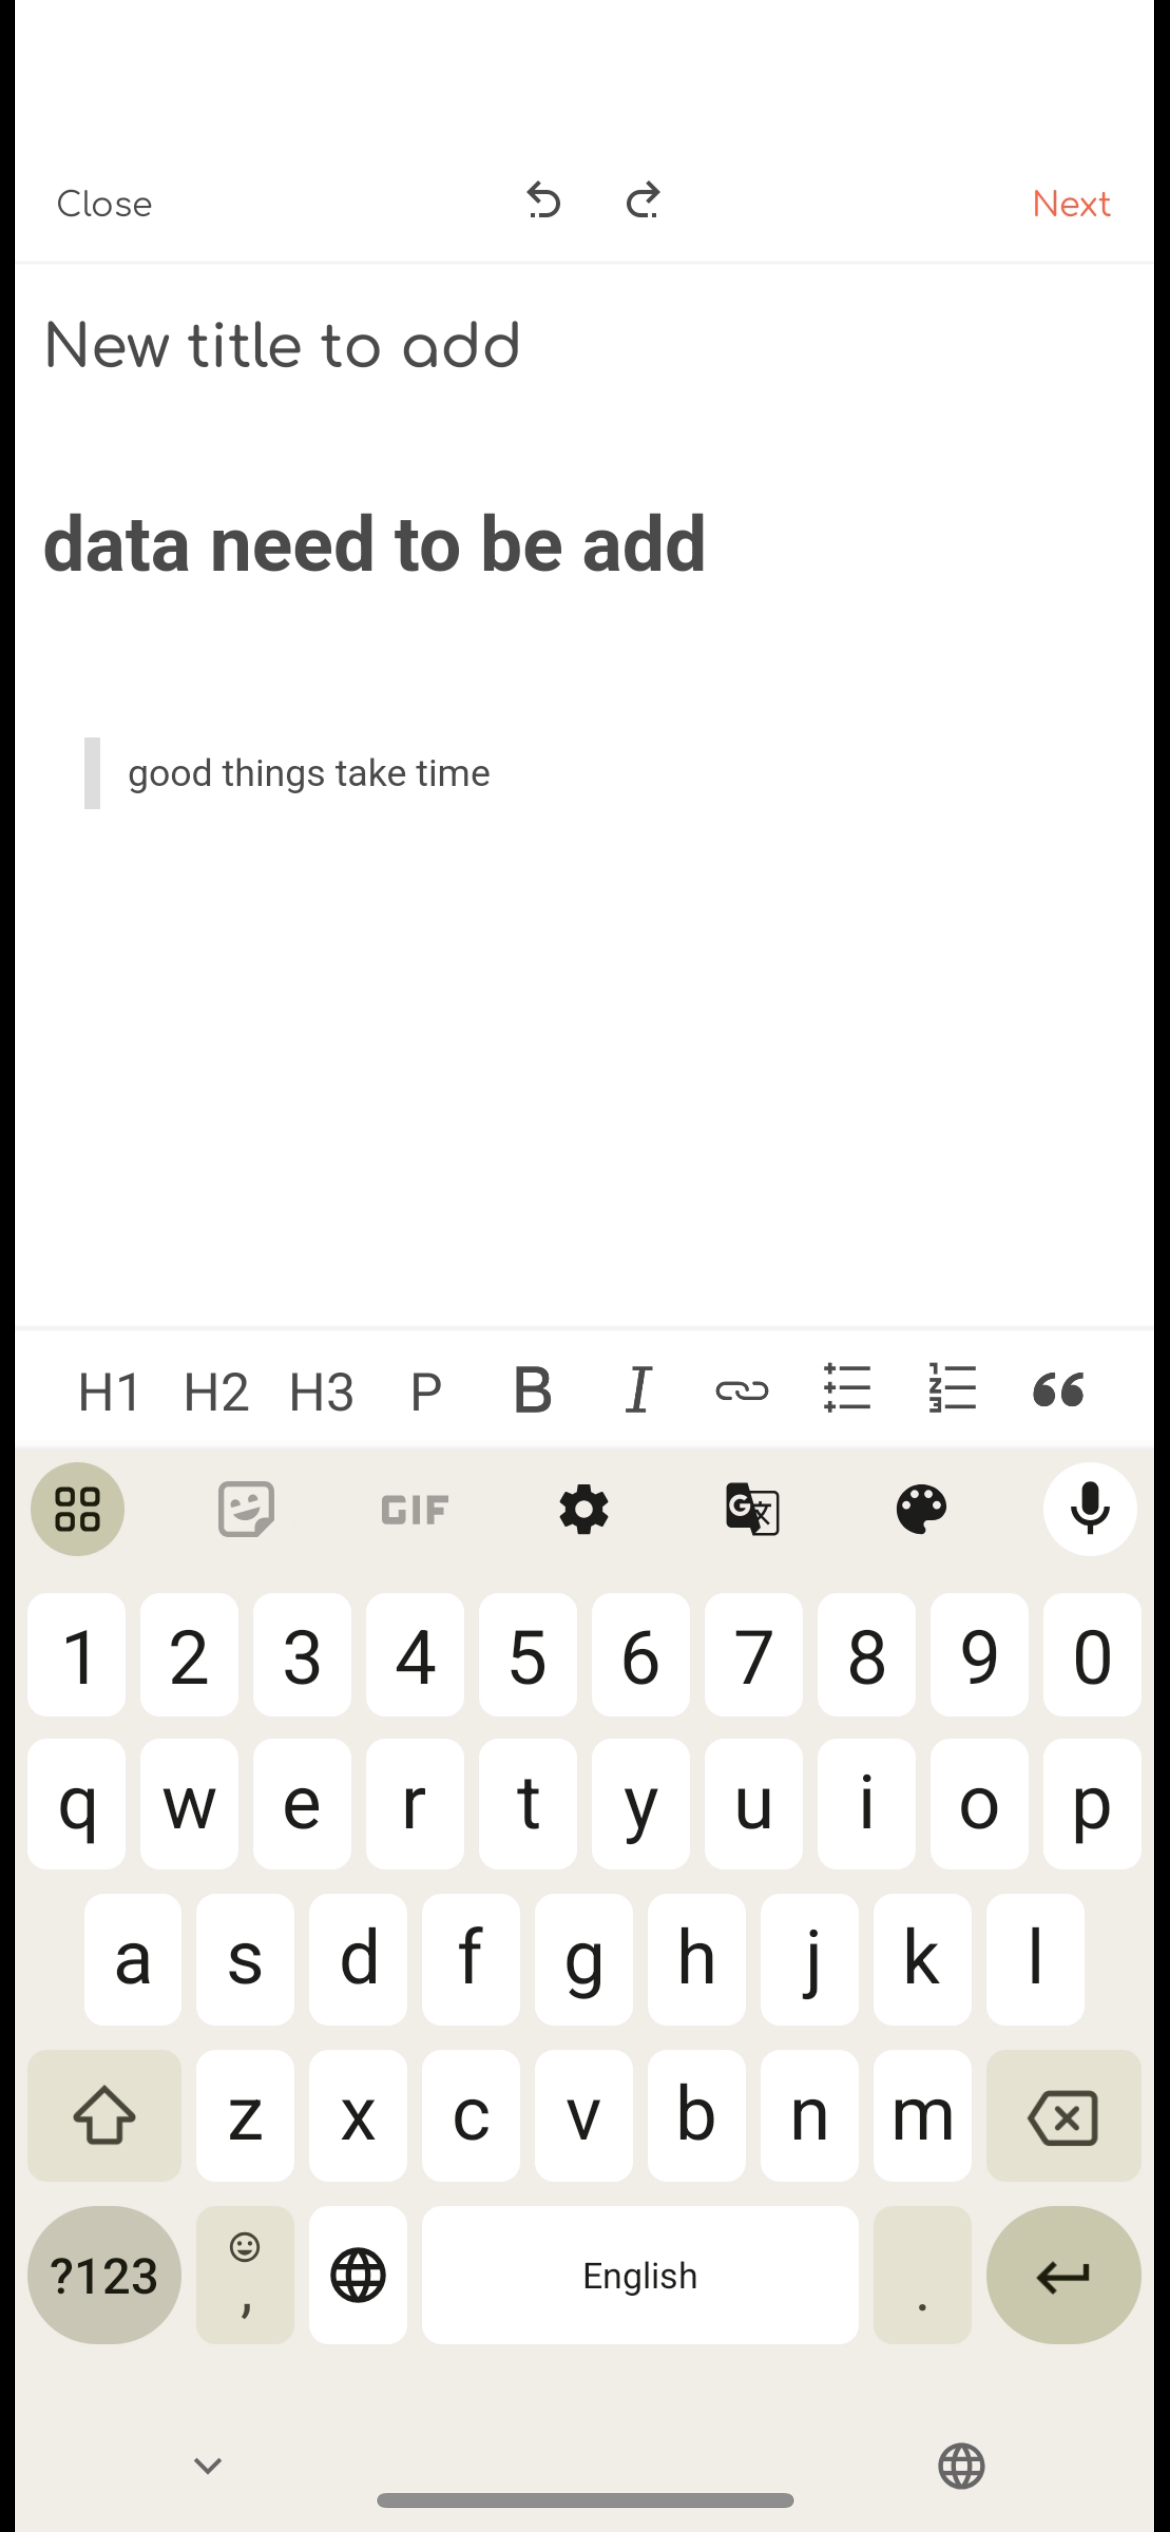 Close
Next
New title to add
data need to be add
good things take time
H1 H2 H3 P B I
GIF
1 2 3 4 5 6 7 8 9 0
q w e r t y u i o p
a s d f g h j k l
z x c v b n m
?123 , English .